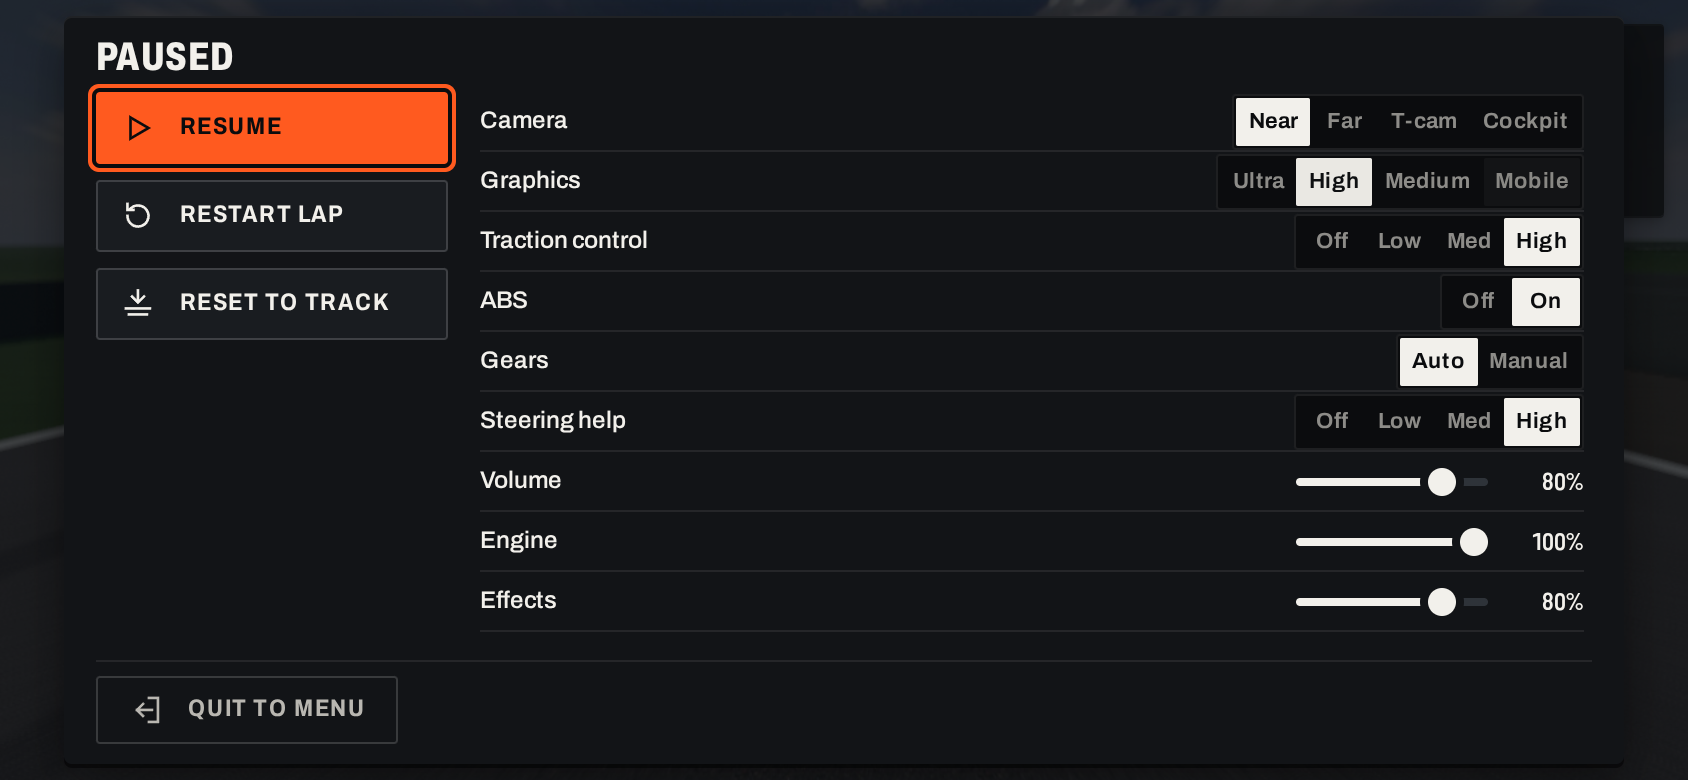 PAUSED
RESUME
RESTART LAP
RESET TO TRACK
Camera Near Far T-cam Cockpit
Graphics Ultra High Medium Mobile
Traction control Off Low Med High
ABS Off On
Gears Auto Manual
Steering help Off Low Med High
Volume 80%
Engine 100%
Effects 80%
QUIT TO MENU